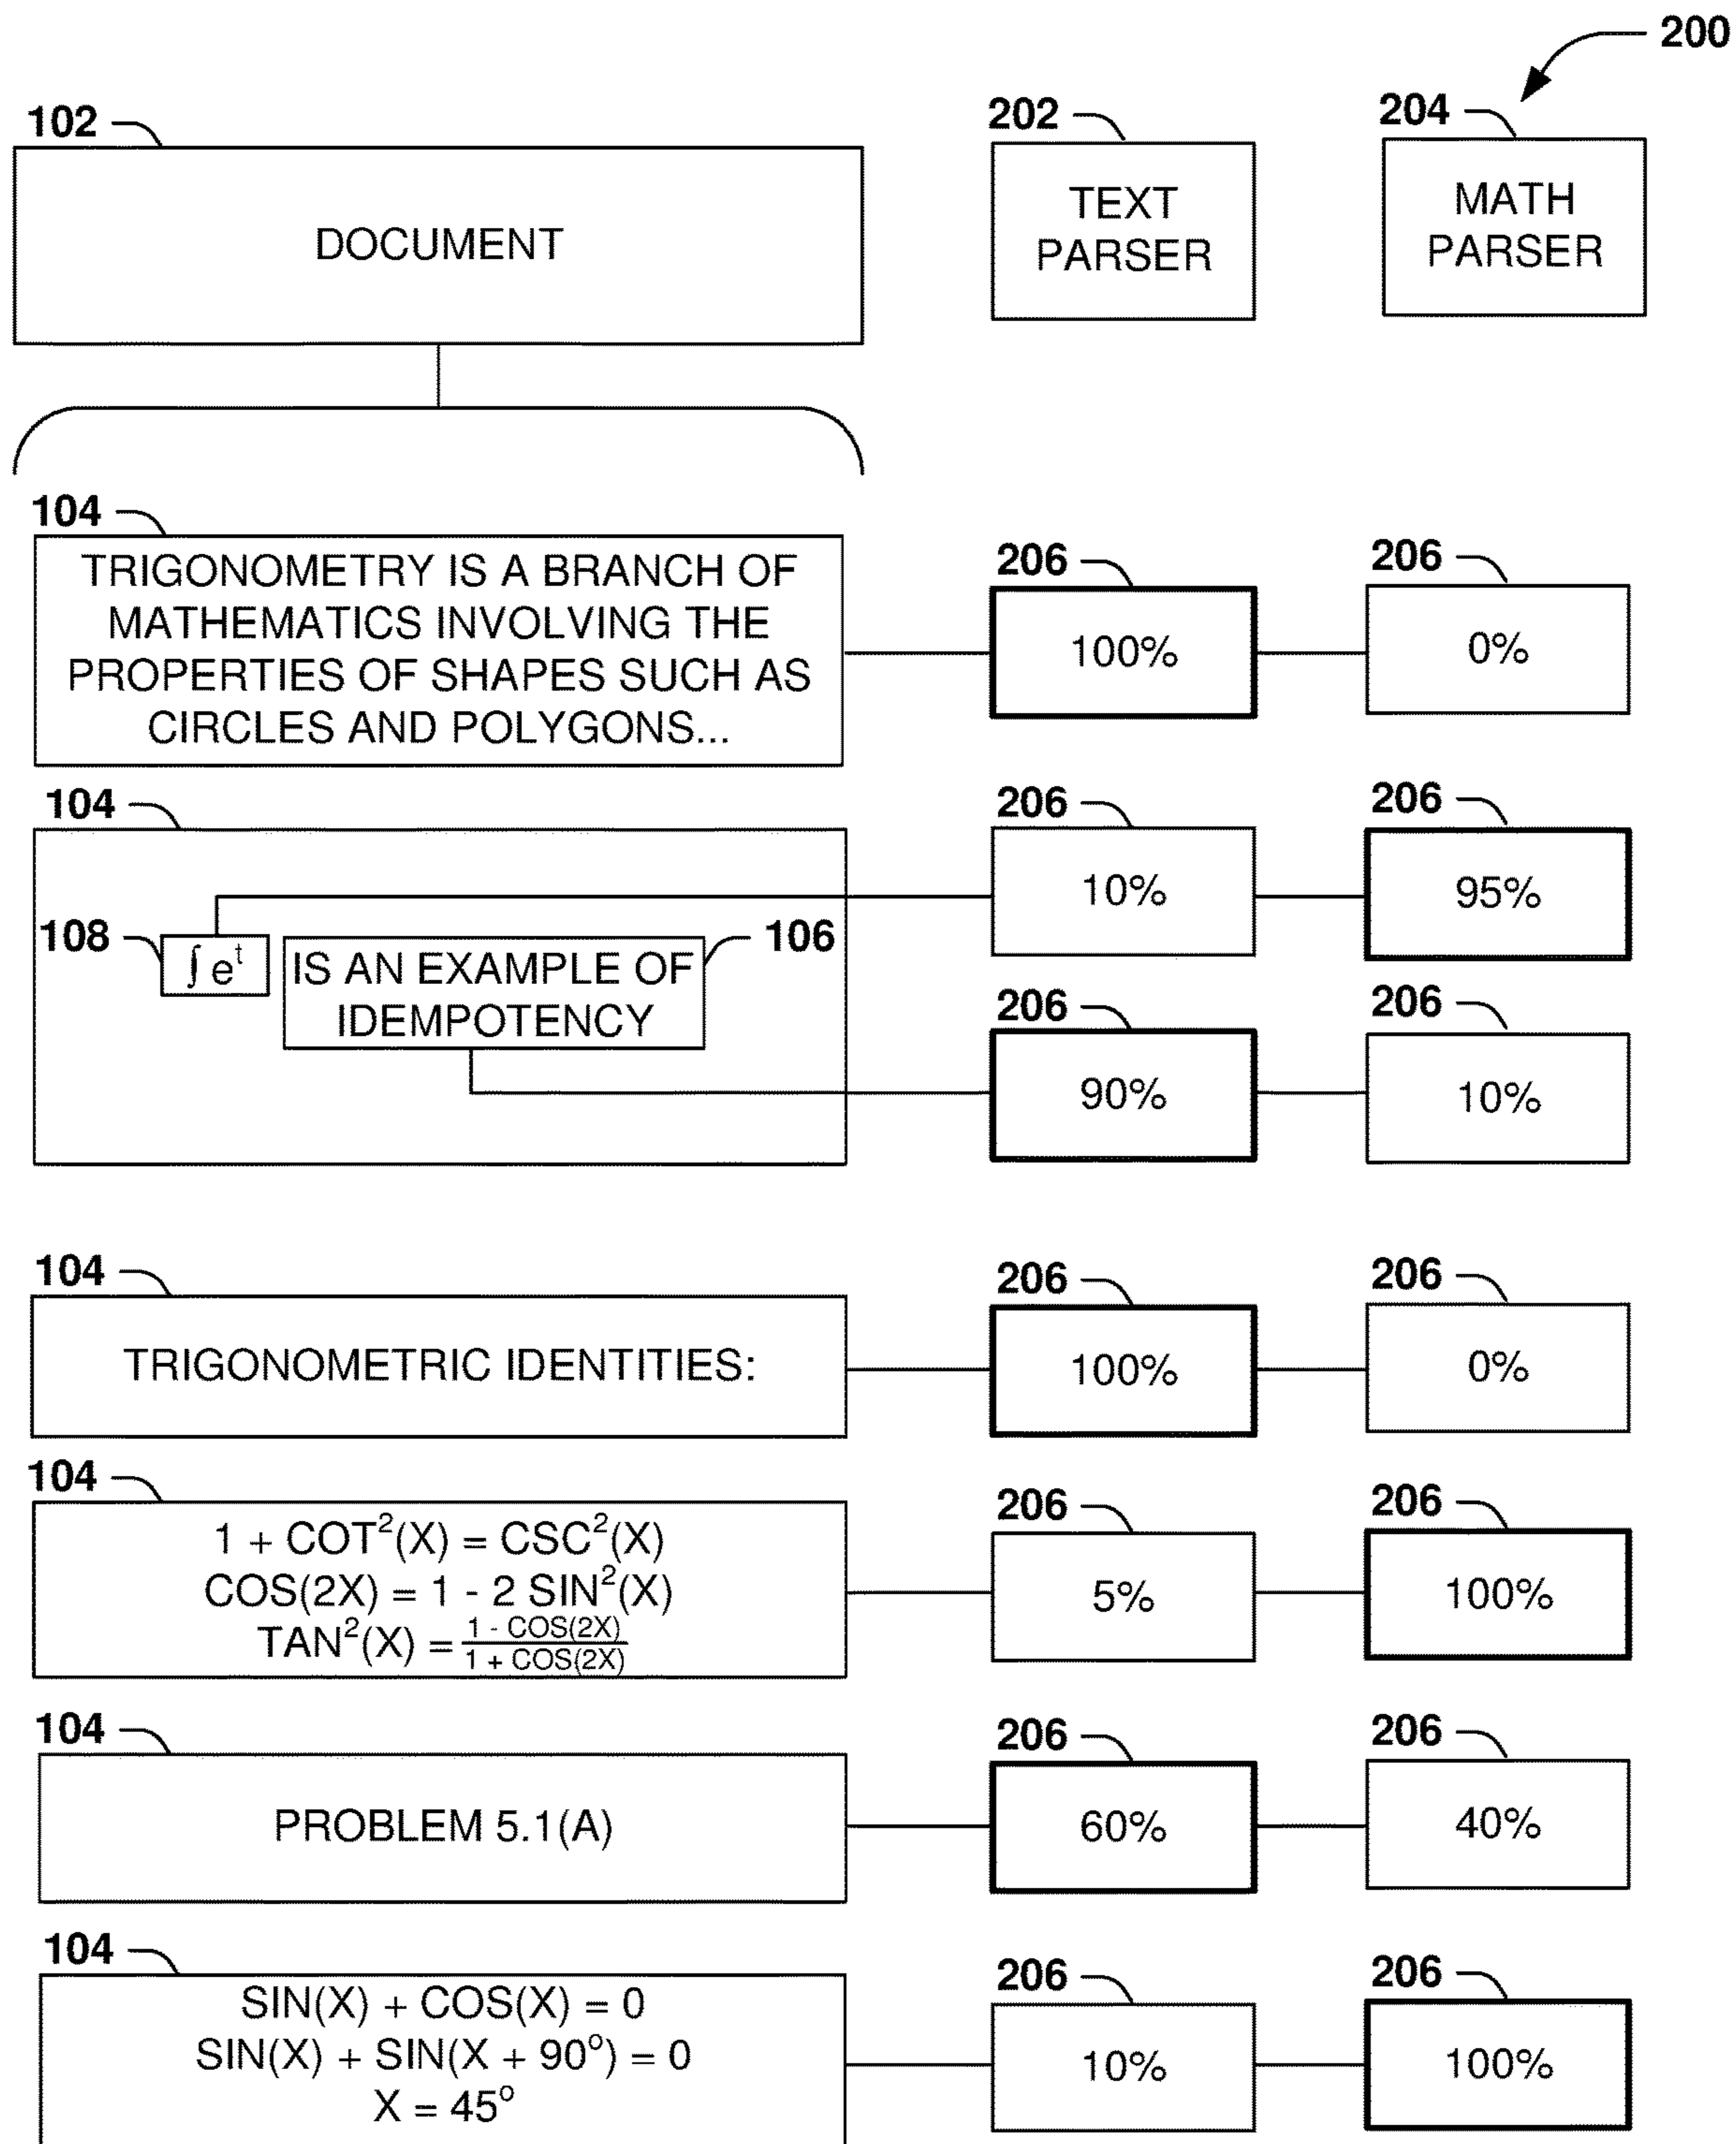 200
102
202
204
DOCUMENT
TEXT
PARSER
MATH
PARSER
104
TRIGONOMETRY IS A BRANCH OF
MATHEMATICS INVOLVING THE
PROPERTIES OF SHAPES SUCH AS
CIRCLES AND POLYGONS...
206
100%
206
0%
104
206
10%
206
95%
108
∫ eᵗ
IS AN EXAMPLE OF
IDEMPOTENCY
106
206
90%
206
10%
104
TRIGONOMETRIC IDENTITIES:
206
100%
206
0%
104
1 + COT²(X) = CSC²(X)
COS(2X) = 1 - 2 SIN²(X)
TAN²(X) = 1 - COS(2X) / 1 + COS(2X)
206
5%
206
100%
104
PROBLEM 5.1(A)
206
60%
206
40%
104
SIN(X) + COS(X) = 0
SIN(X) + SIN(X + 90°) = 0
X = 45°
206
10%
206
100%